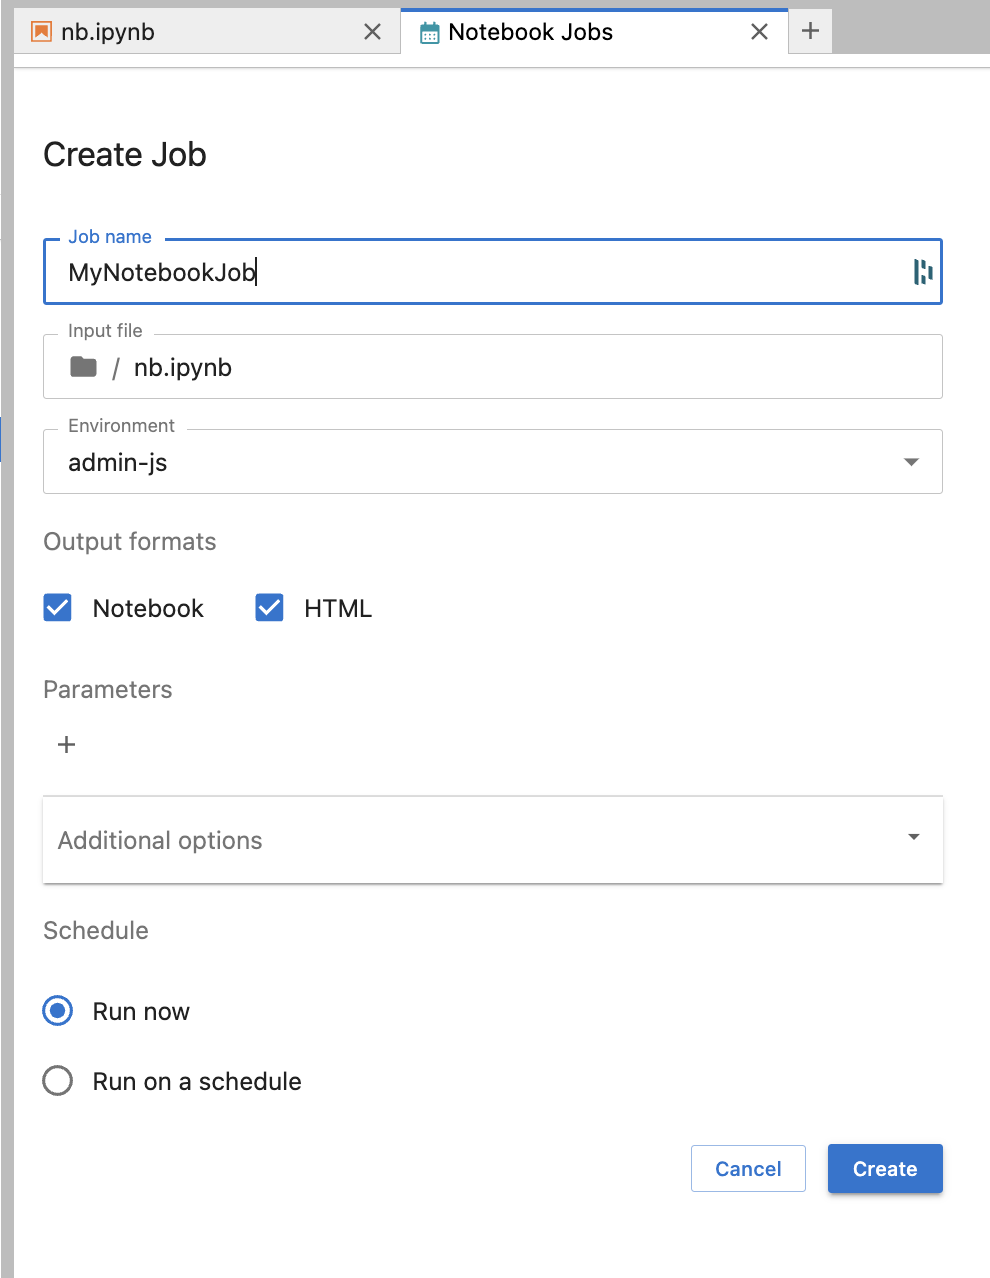 nb.ipynb
Notebook Jobs
Create Job
Job name
MyNotebookJob
Input file
/ nb.ipynb
Environment
admin-js
Output formats
Notebook HTML
Parameters
+
Additional options
Schedule
Run now
Run on a schedule
Cancel Create